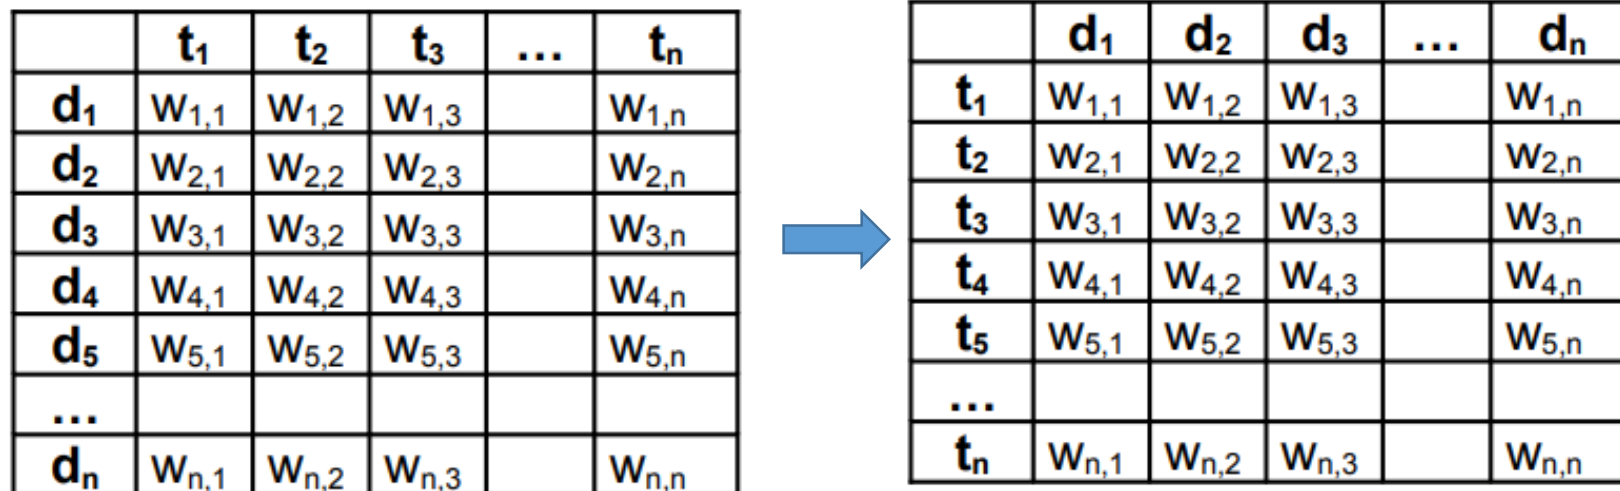 t₁ t₂ t₃ ... tₙ
d₁ w₁,₁ w₁,₂ w₁,₃ w₁,ₙ
d₂ w₂,₁ w₂,₂ w₂,₃ w₂,ₙ
d₃ w₃,₁ w₃,₂ w₃,₃ w₃,ₙ
d₄ w₄,₁ w₄,₂ w₄,₃ w₄,ₙ
d₅ w₅,₁ w₅,₂ w₅,₃ w₅,ₙ
...
dₙ wₙ,₁ wₙ,₂ wₙ,₃ wₙ,ₙ
d₁ d₂ d₃ ... dₙ
t₁ w₁,₁ w₁,₂ w₁,₃ w₁,ₙ
t₂ w₂,₁ w₂,₂ w₂,₃ w₂,ₙ
t₃ w₃,₁ w₃,₂ w₃,₃ w₃,ₙ
t₄ w₄,₁ w₄,₂ w₄,₃ w₄,ₙ
t₅ w₅,₁ w₅,₂ w₅,₃ w₅,ₙ
...
tₙ wₙ,₁ wₙ,₂ wₙ,₃ wₙ,ₙ